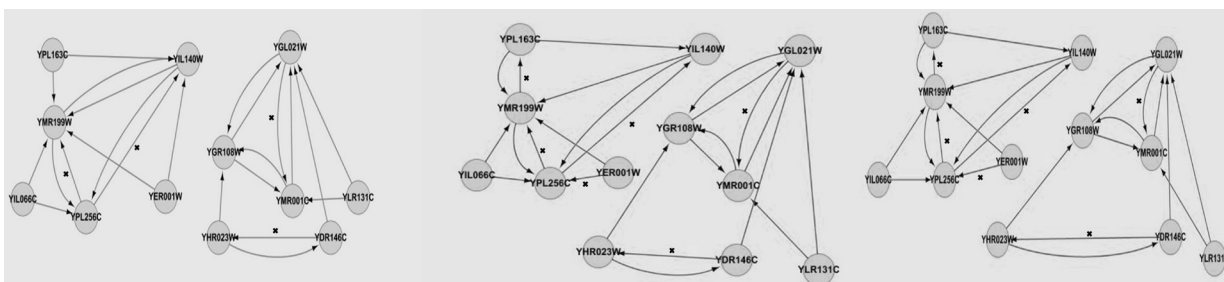 YPL163C
YIL140W
YGL021W
YMR199W
YGR108W
YIL066C
YPL256C
YER001W
YMR001C
YLR131C
YHR023W
YDR146C
YPL163C
YIL140W
YGL021W
YMR199W
YGR108W
YIL066C
YPL256C
YER001W
YMR001C
YHR023W
YDR146C
YLR131C
YPL163C
YIL140W
YGL021W
YMR199W
YGR108W
YMR001C
YER001W
YIL066C
YPL256C
YHR023W
YDR146C
YLR131